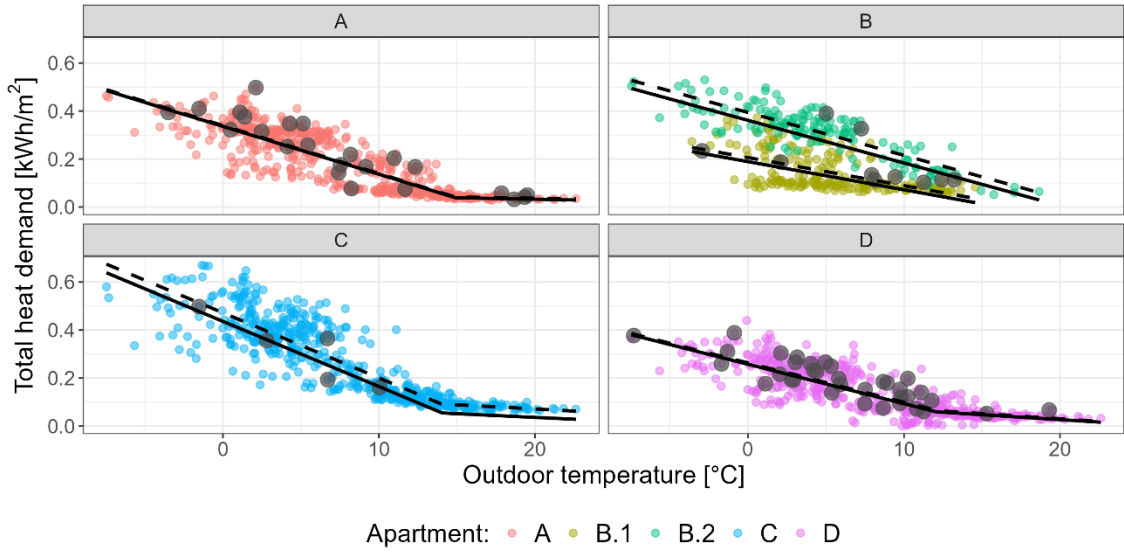 A
B
0.6
0.4
0.2
0.0
C
D
0.6
0.4
0.2
0.0
Total heat demand [kWh/m²]
0
10
20
0
10
20
Outdoor temperature [°C]
Apartment: A B.1 B.2 C D